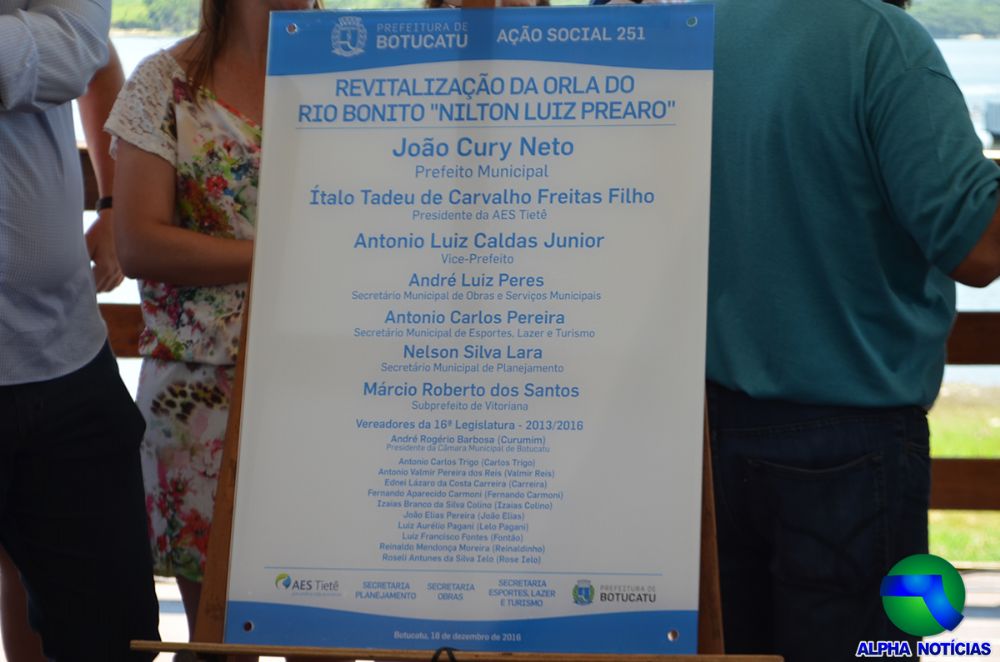 PREFEITURA DE
BOTUCATU
AÇÃO SOCIAL 251
REVITALIZAÇÃO DA ORLA DO
RIO BONITO "NILTON LUIZ PREARO"
João Cury Neto
Prefeito Municipal
Ítalo Tadeu de Carvalho Freitas Filho
Presidente da AES Tietê
Antonio Luiz Caldas Junior
Vice-Prefeito
André Luiz Peres
Secretário Municipal de Obras e Serviços Municipais
Antonio Carlos Pereira
Secretário Municipal de Esportes, Lazer e Turismo
Nelson Silva Lara
Secretário Municipal de Planejamento
Márcio Roberto dos Santos
Subprefeito de Vitoriana
Vereadores da 16ª Legislatura - 2013/2016
André Rogério Barbosa (Curumim)
Presidente da Câmara Municipal de Botucatu
Antonio Carlos Trigo (Carlos Trigo)
Antonio Valmir Pereira dos Reis (Valmir Reis)
Ednei Lázaro da Costa Carreira (Carreira)
Fernando Aparecido Carmoni (Fernando Carmoni)
Izaias Branco da Silva Colino (Izaias Colino)
João Elias Pereira (João Elias)
Luiz Aurélio Pagani (Lelo Pagani)
Luiz Francisco Fontes (Fontão)
Reinaldo Mendonça Moreira (Reinaldinho)
Roseli Antunes da Silva Ielo (Rose Ielo)
AES Tietê
SECRETARIA
PLANEJAMENTO
SECRETARIA
OBRAS
SECRETARIA
ESPORTES, LAZER
E TURISMO
PREFEITURA DE
BOTUCATU
Botucatu, 18 de dezembro de 2016
ALPHA NOTÍCIAS